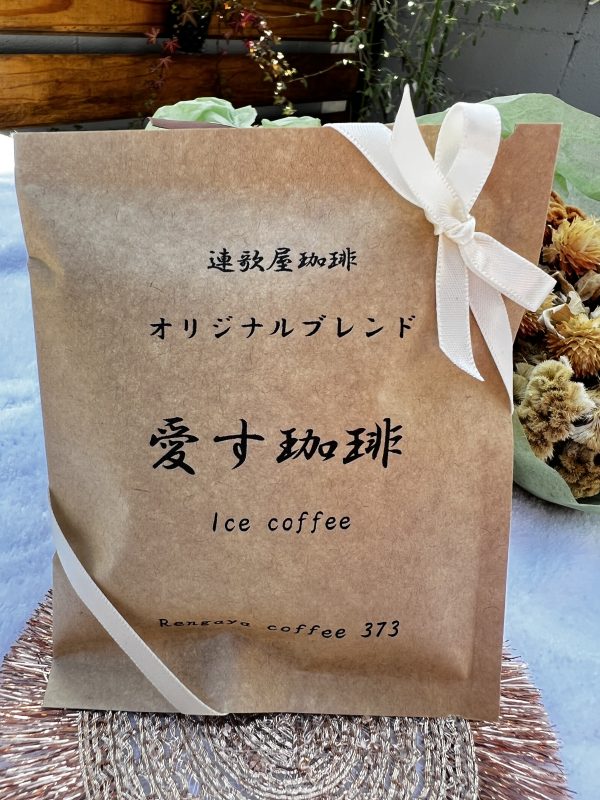 連歌屋珈琲
オリジナルブレンド
愛す珈琲
Ice coffee
Rengaya coffee 373